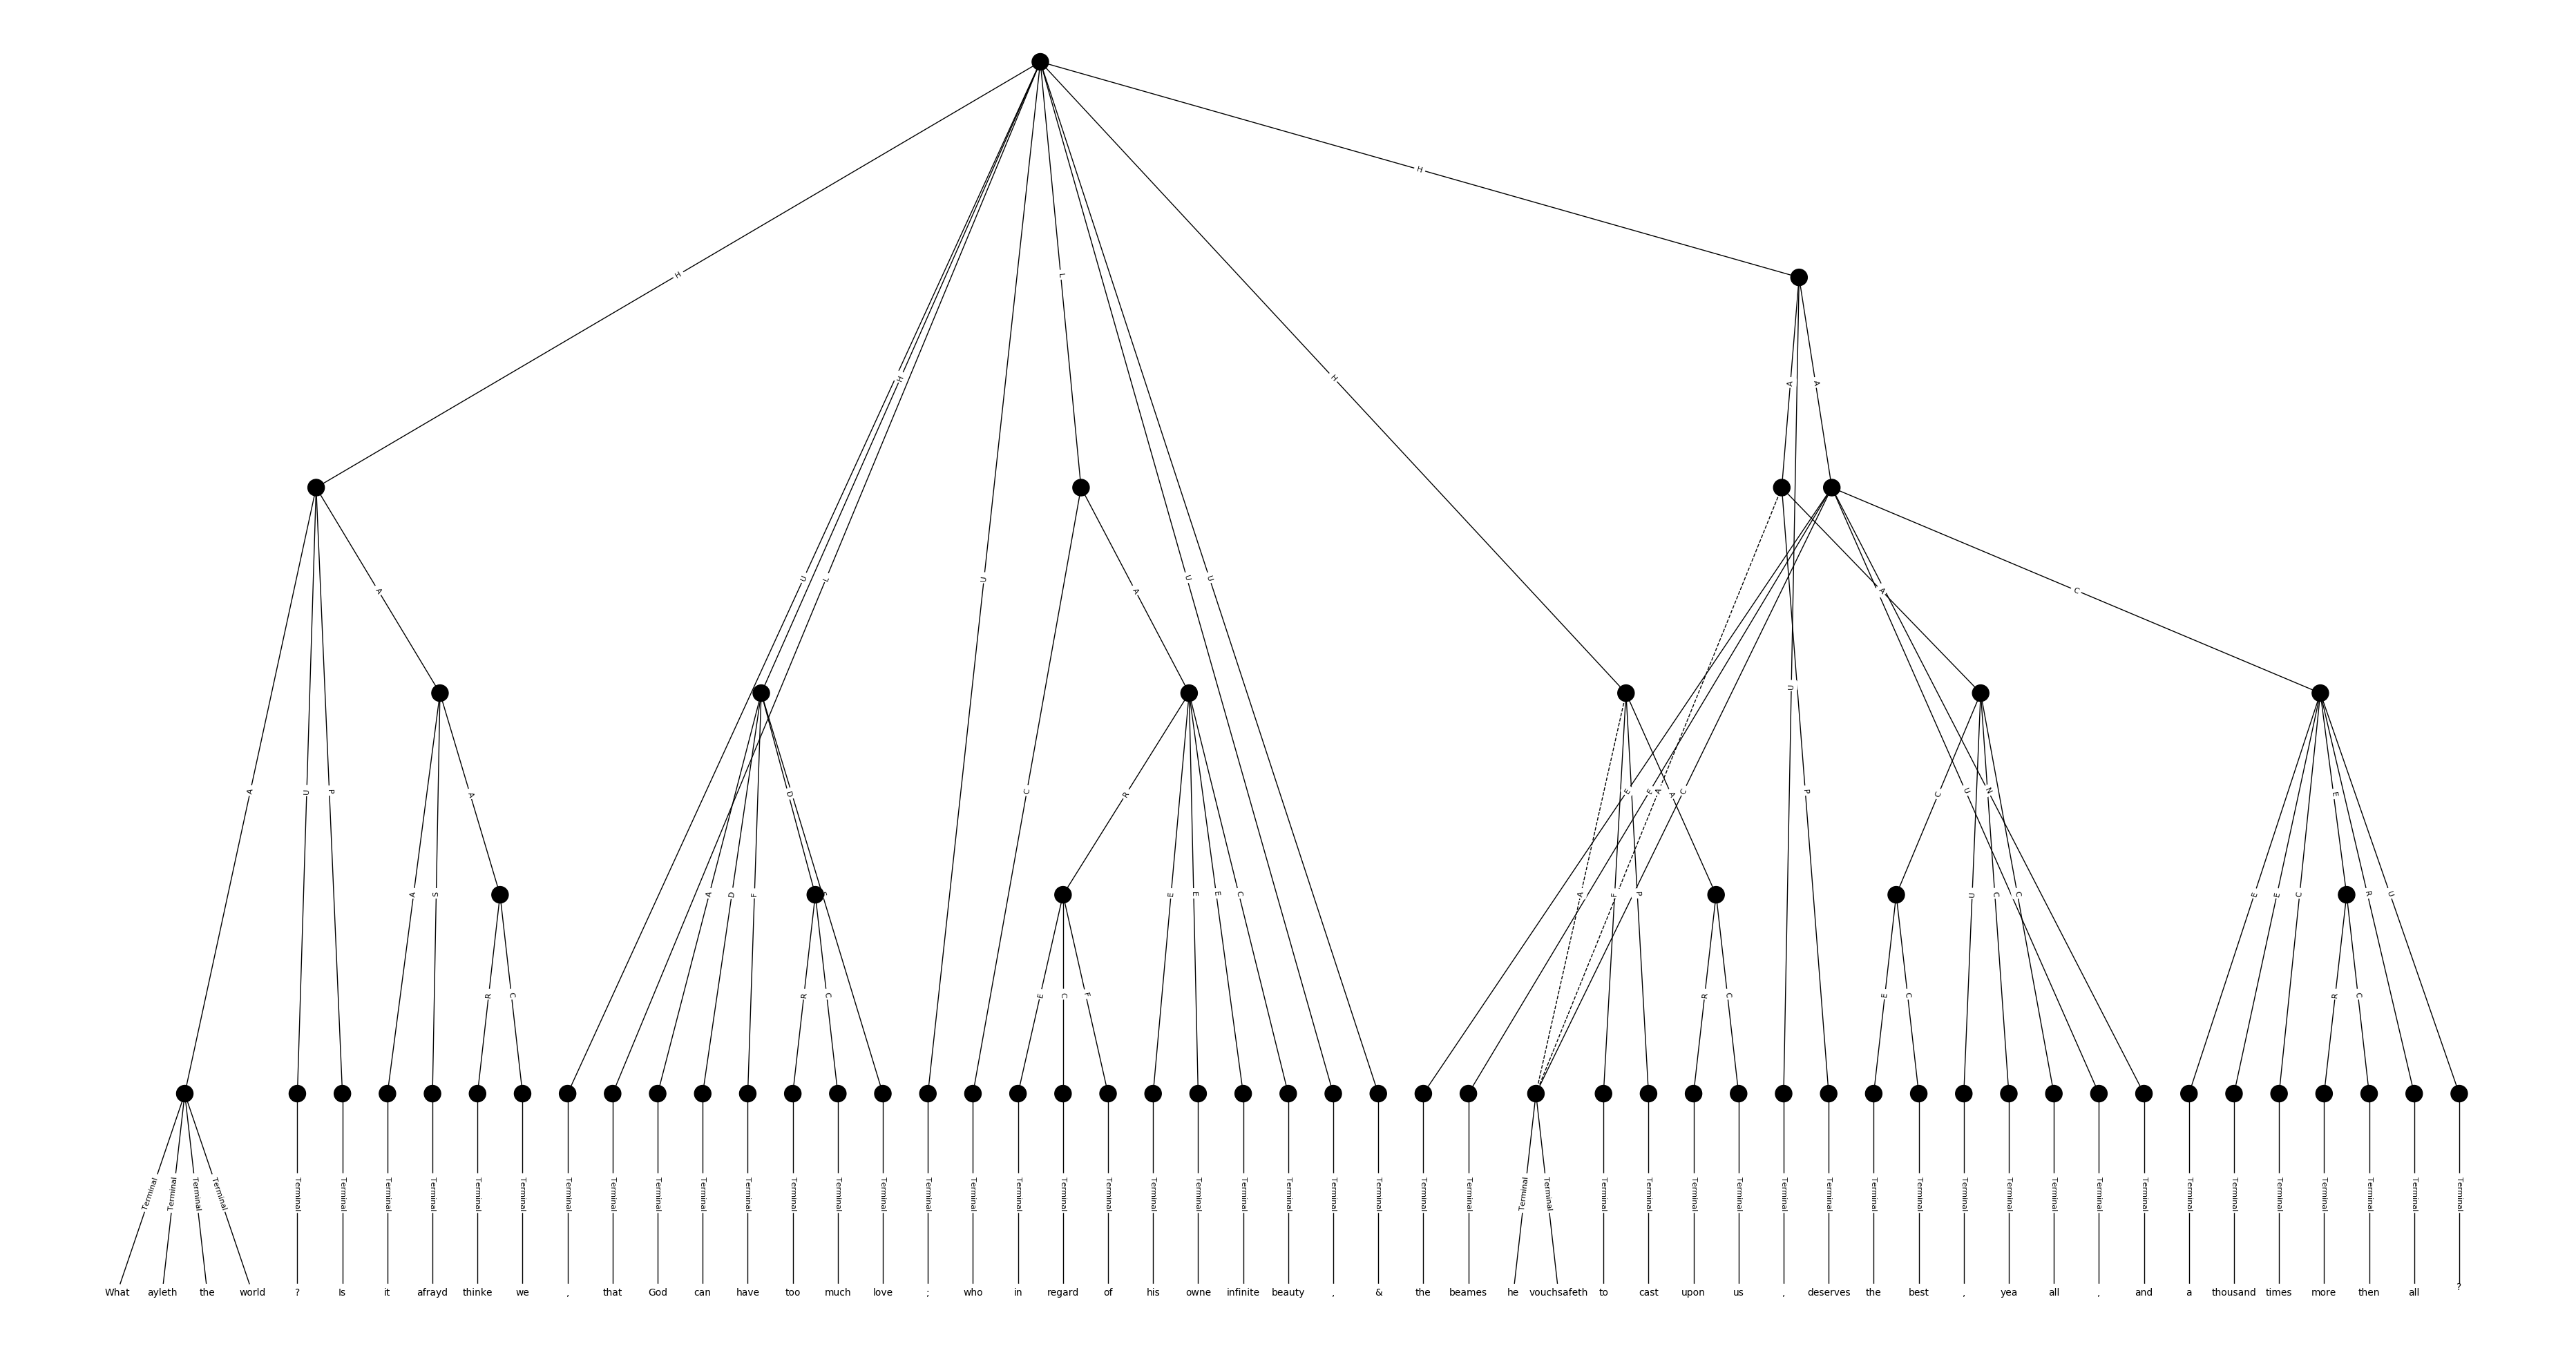 H
H
L
H
H
A
A
H
U
L
U
U
U
A
A
A
C
U
A
U
P
A
D
C
R
E
F
A
A
C
P
C
U
N
E
A
S
A
D
F
S
E
E
E
C
A
F
P
U
C
C
E
E
C
R
U
R
C
R
C
E
C
F
R
C
E
C
R
C
Terminal Terminal Terminal Terminal Terminal Terminal Terminal Terminal Terminal Terminal Terminal Terminal Terminal Terminal Terminal Terminal Terminal Terminal Terminal Terminal Terminal Terminal Terminal Terminal Terminal Terminal Terminal Terminal Terminal Terminal Terminal Terminal Terminal Terminal Terminal Terminal Terminal Terminal Terminal Terminal Terminal Terminal Terminal Terminal Terminal Terminal Terminal Terminal Terminal Terminal Terminal Terminal Terminal
What ayleth the world ? Is it afrayd thinke we , that God can have too much love ; who in regard of his owne infinite beauty , & the beames he vouchsafeth to cast upon us , deserves the best , yea all , and a thousand times more then all ?